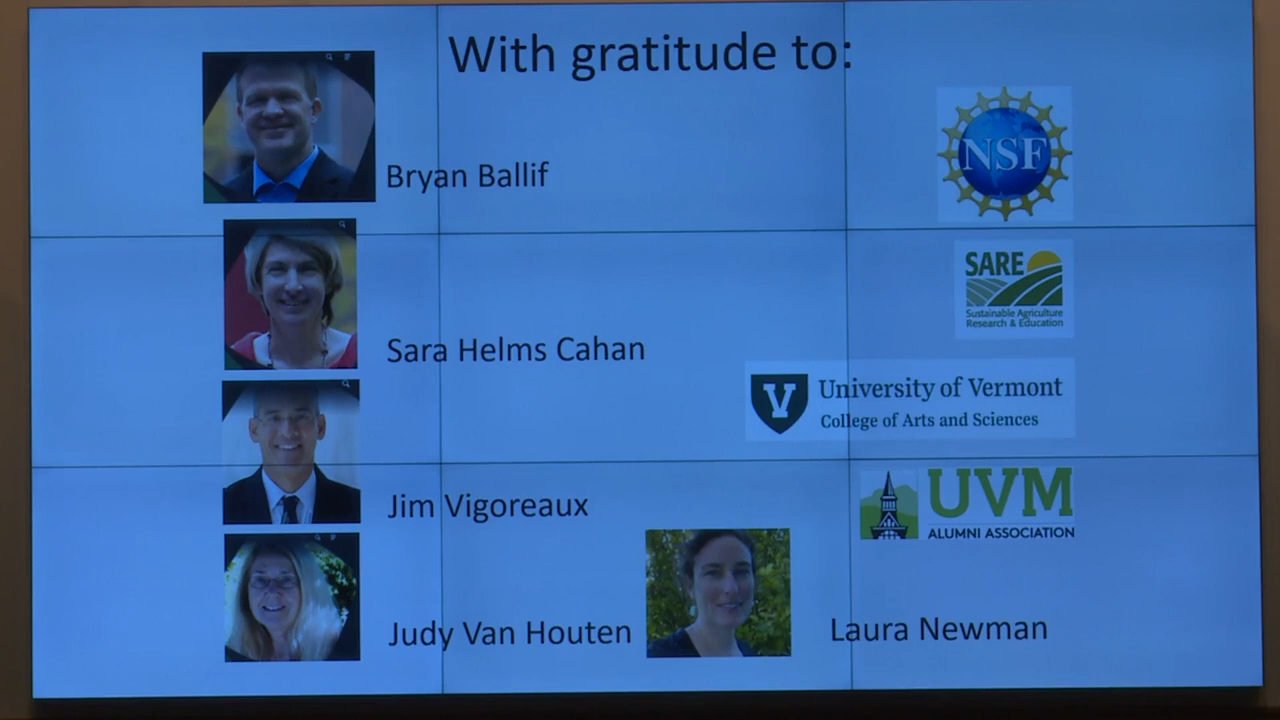 With gratitude to:
Bryan Ballif
NSF
Sara Helms Cahan
SARE
Sustainable Agriculture
Research & Education
V
University of Vermont
College of Arts and Sciences
Jim Vigoreaux
UVM
ALUMNI ASSOCIATION
Judy Van Houten
Laura Newman